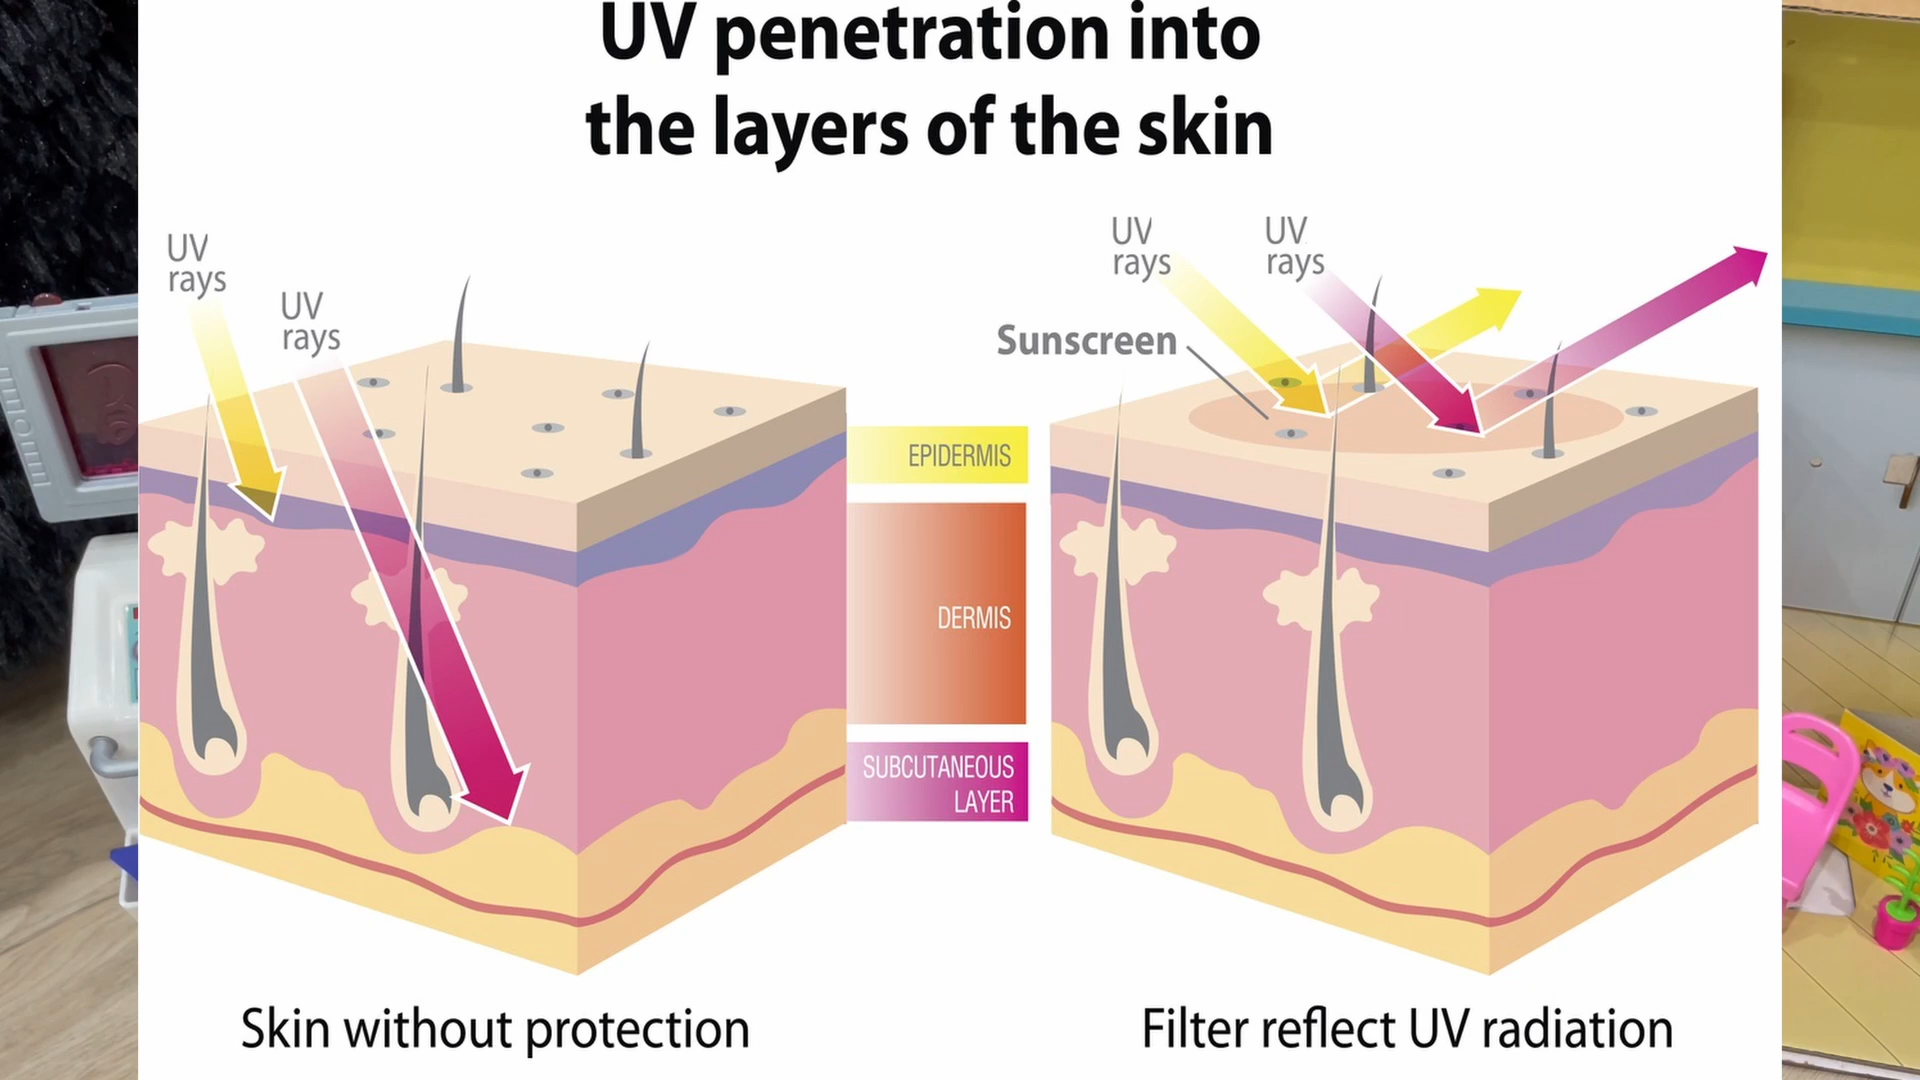 UV penetration into
the layers of the skin
UV
rays
UV
rays
UV
rays
UV
rays
Sunscreen
EPIDERMIS
DERMIS
SUBCUTANEOUS
LAYER
Skin without protection
Filter reflect UV radiation